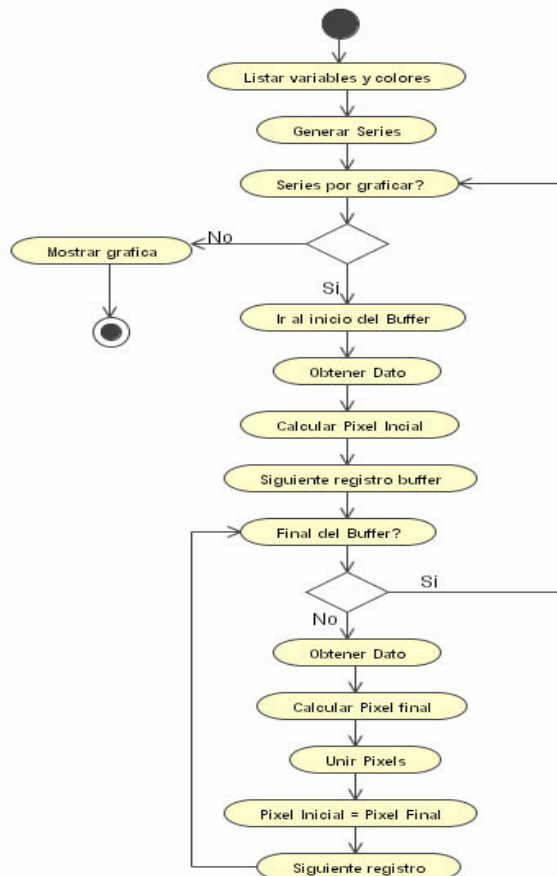 Listar variables y colores
Generar Series
Series por graficar?
No
Mostrar grafica
Si
Ir al inicio del Buffer
Obtener Dato
Calcular Pixel Incial
Siguiente registro buffer
Final del Buffer?
Si
No
Obtener Dato
Calcular Pixel final
Unir Pixels
Pixel Inicial = Pixel Final
Siguiente registro